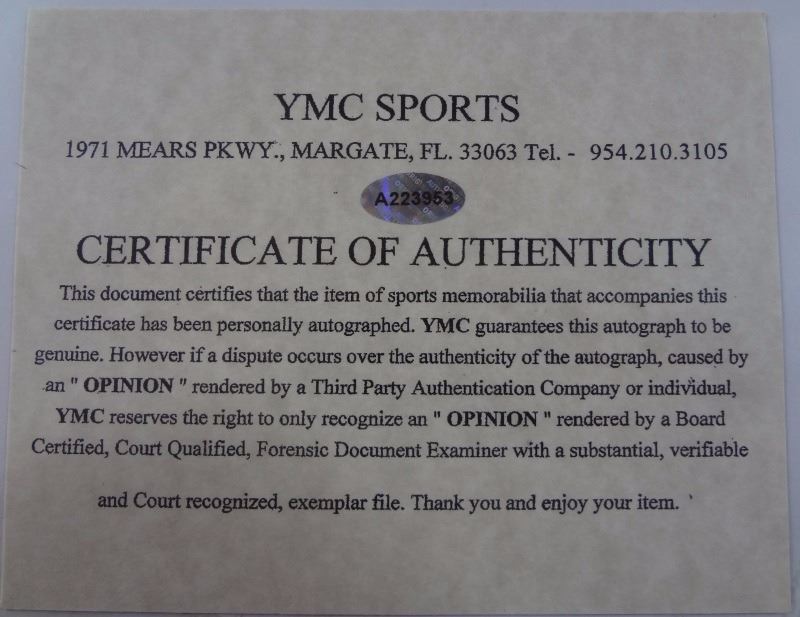 YMC SPORTS
1971 MEARS PKWY., MARGATE, FL. 33063 Tel. - 954.210.3105
A223953
CERTIFICATE OF AUTHENTICITY
This document certifies that the item of sports memorabilia that accompanies this
certificate has been personally autographed. YMC guarantees this autograph to be
genuine. However if a dispute occurs over the authenticity of the autograph, caused by
an " OPINION " rendered by a Third Party Authentication Company or individual,
YMC reserves the right to only recognize an " OPINION " rendered by a Board
Certified, Court Qualified, Forensic Document Examiner with a substantial, verifiable
and Court recognized, exemplar file. Thank you and enjoy your item.